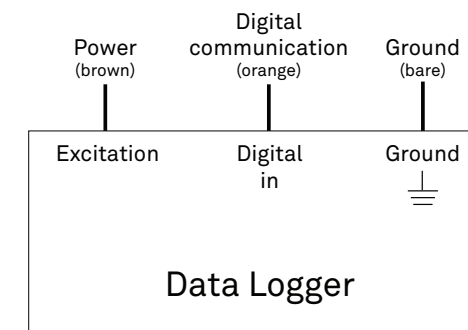 Power
(brown)
Digital
communication
(orange)
Ground
(bare)
Excitation
Digital
in
Ground
Data Logger